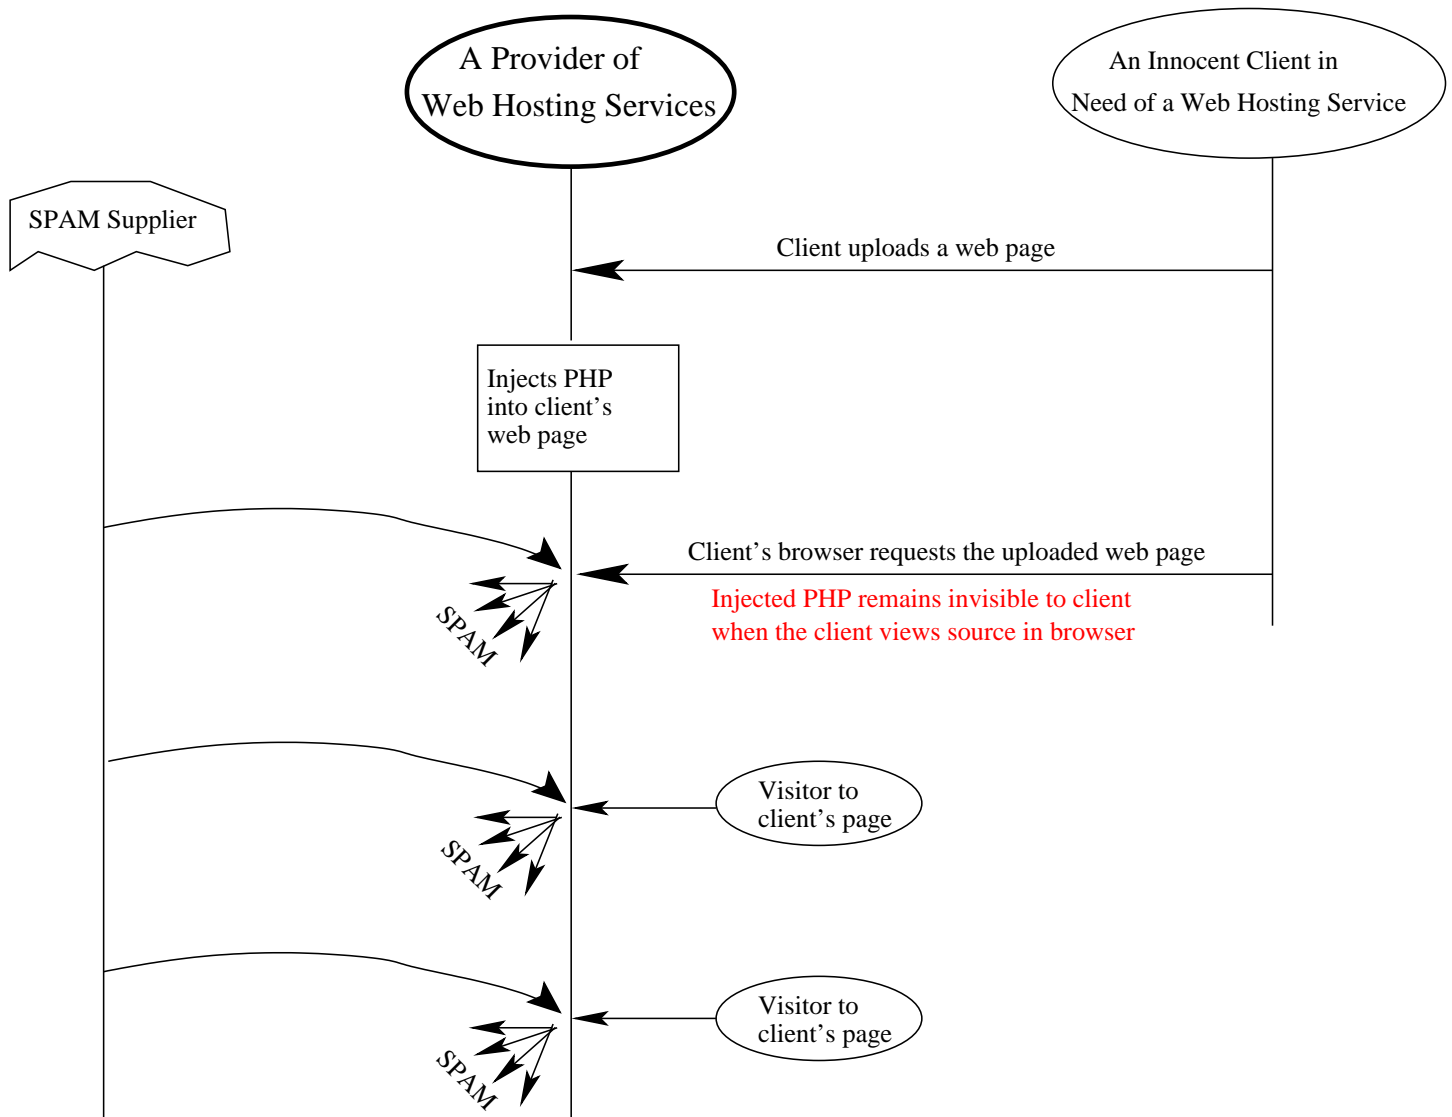 A Provider of
Web Hosting Services
An Innocent Client in
Need of a Web Hosting Service
SPAM Supplier
Client uploads a web page
Injects PHP
into client's
web page
Client's browser requests the uploaded web page
Injected PHP remains invisible to client
when the client views source in browser
SPAM
Visitor to
client's page
SPAM
Visitor to
client's page
SPAM